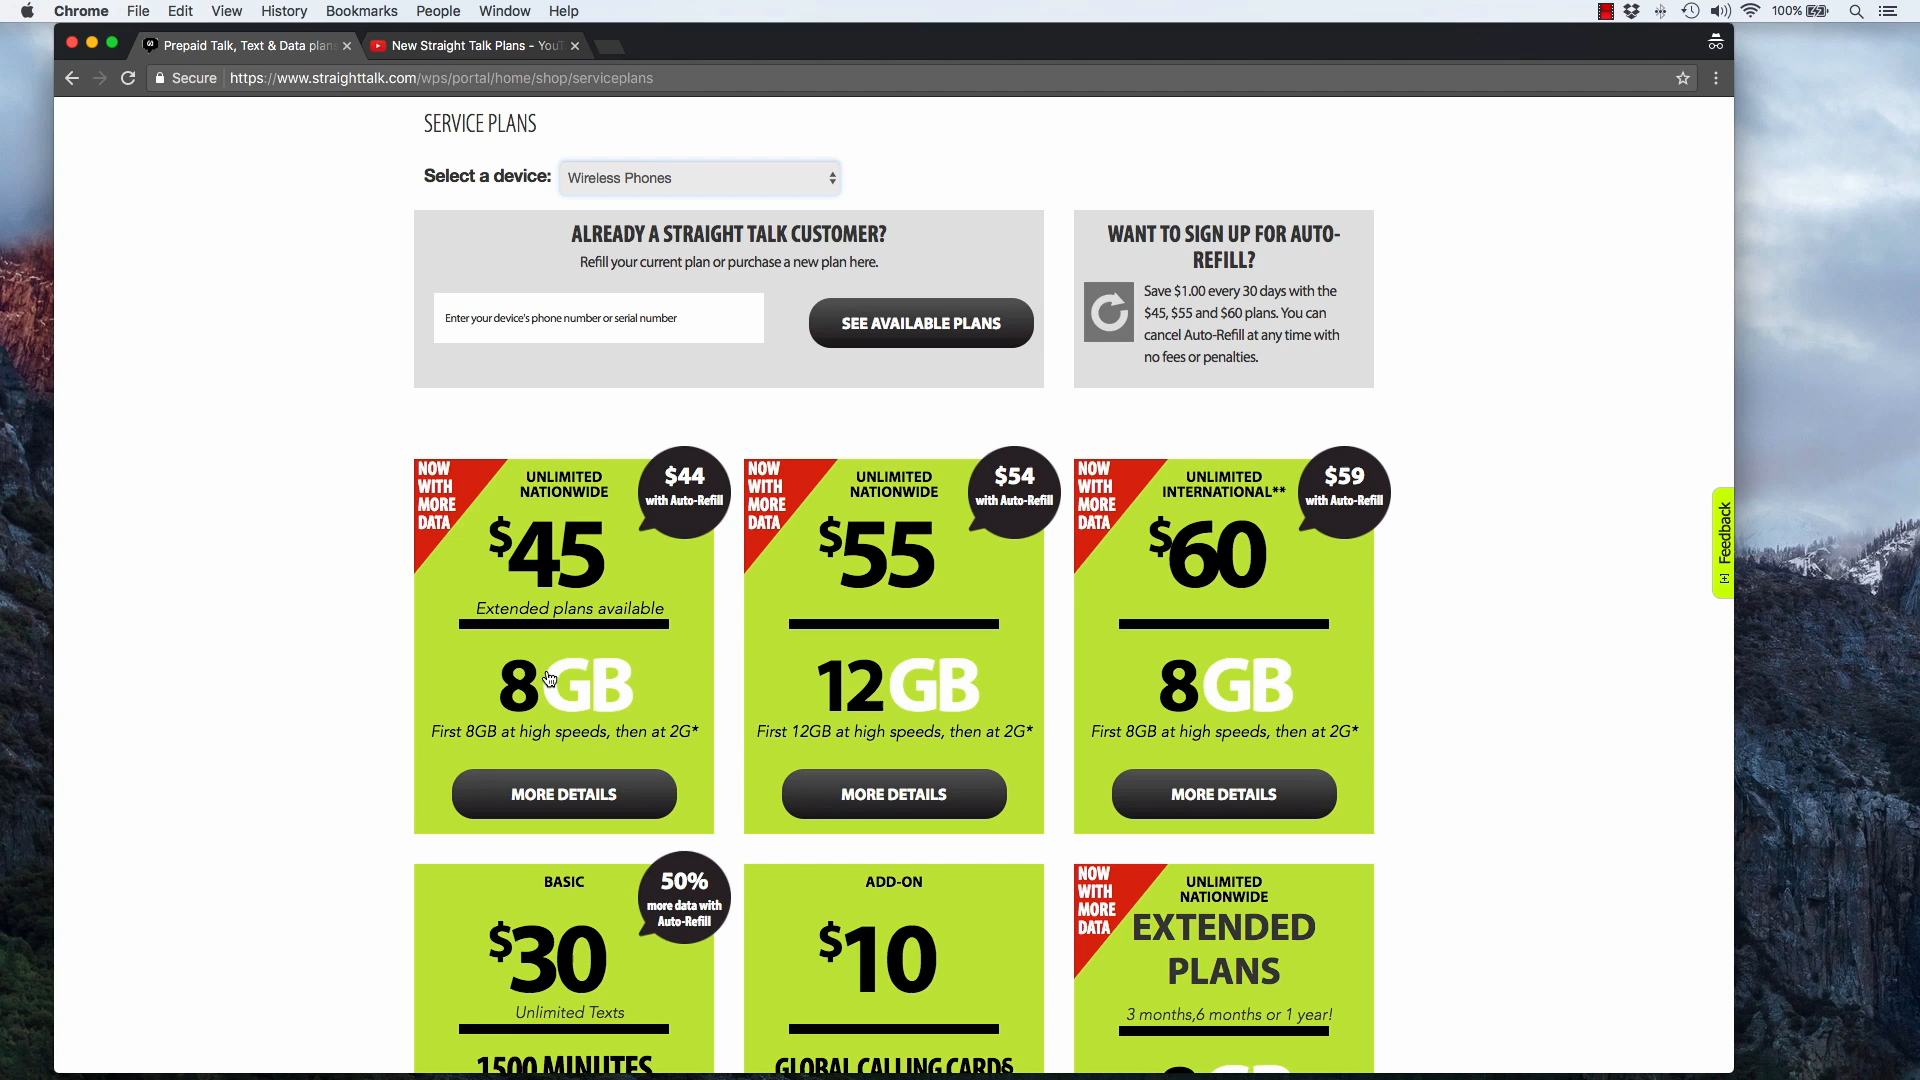 Chrome File Edit View History Bookmarks People Window Help
100%
Prepaid Talk, Text & Data plans
New Straight Talk Plans - YouT
Secure https://www.straighttalk.com/wps/portal/home/shop/serviceplans
SERVICE PLANS
Select a device: Wireless Phones
ALREADY A STRAIGHT TALK CUSTOMER?
Refill your current plan or purchase a new plan here.
Enter your device's phone number or serial number
SEE AVAILABLE PLANS
WANT TO SIGN UP FOR AUTO-
REFILL?
Save $1.00 every 30 days with the
$45, $55 and $60 plans. You can
cancel Auto-Refill at any time with
no fees or penalties.
NOW
WITH
MORE
DATA
UNLIMITED
NATIONWIDE
$44
with Auto-Refill
$45
Extended plans available
8GB
First 8GB at high speeds, then at 2G*
MORE DETAILS
NOW
WITH
MORE
DATA
UNLIMITED
NATIONWIDE
$54
with Auto-Refill
$55
12GB
First 12GB at high speeds, then at 2G*
MORE DETAILS
NOW
WITH
MORE
DATA
UNLIMITED
INTERNATIONAL**
$59
with Auto-Refill
$60
8GB
First 8GB at high speeds, then at 2G*
MORE DETAILS
[+] Feedback
BASIC
50%
more data with
Auto-Refill
$30
Unlimited Texts
1500 MINUTES
ADD-ON
$10
GLOBAL CALLING CARDS
NOW
WITH
MORE
DATA
UNLIMITED
NATIONWIDE
EXTENDED
PLANS
3 months,6 months or 1 year!